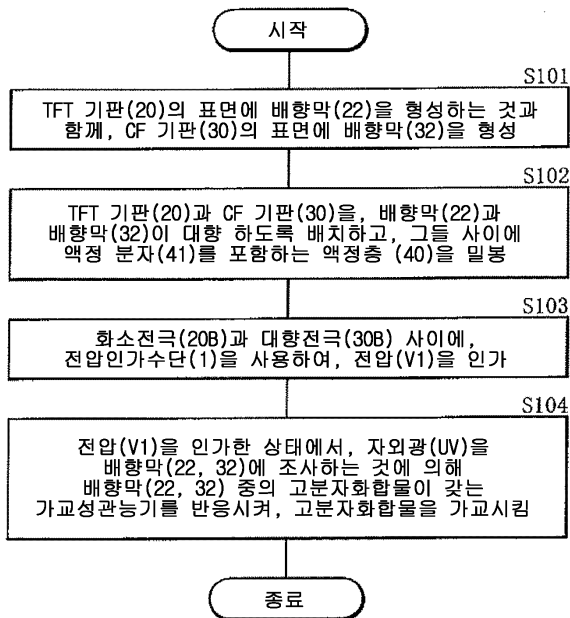 시작
S101
TFT 기판(20)의 표면에 배향막(22)을 형성하는 것과
함께, CF 기판(30)의 표면에 배향막(32)을 형성
S102
TFT 기판(20)과 CF 기판(30)을, 배향막(22)과
배향막(32)이 대향 하도록 배치하고, 그들 사이에
액정 분자(41)를 포함하는 액정층 (40)을 밀봉
S103
화소전극(20B)과 대향전극(30B) 사이에,
전압인가수단(1)을 사용하여, 전압(V1)을 인가
S104
전압(V1)을 인가한 상태에서, 자외광(UV)을
배향막(22, 32)에 조사하는 것에 의해
배향막(22, 32) 중의 고분자화합물이 갖는
가교성관능기를 반응시켜, 고분자화합물을 가교시킴
종료